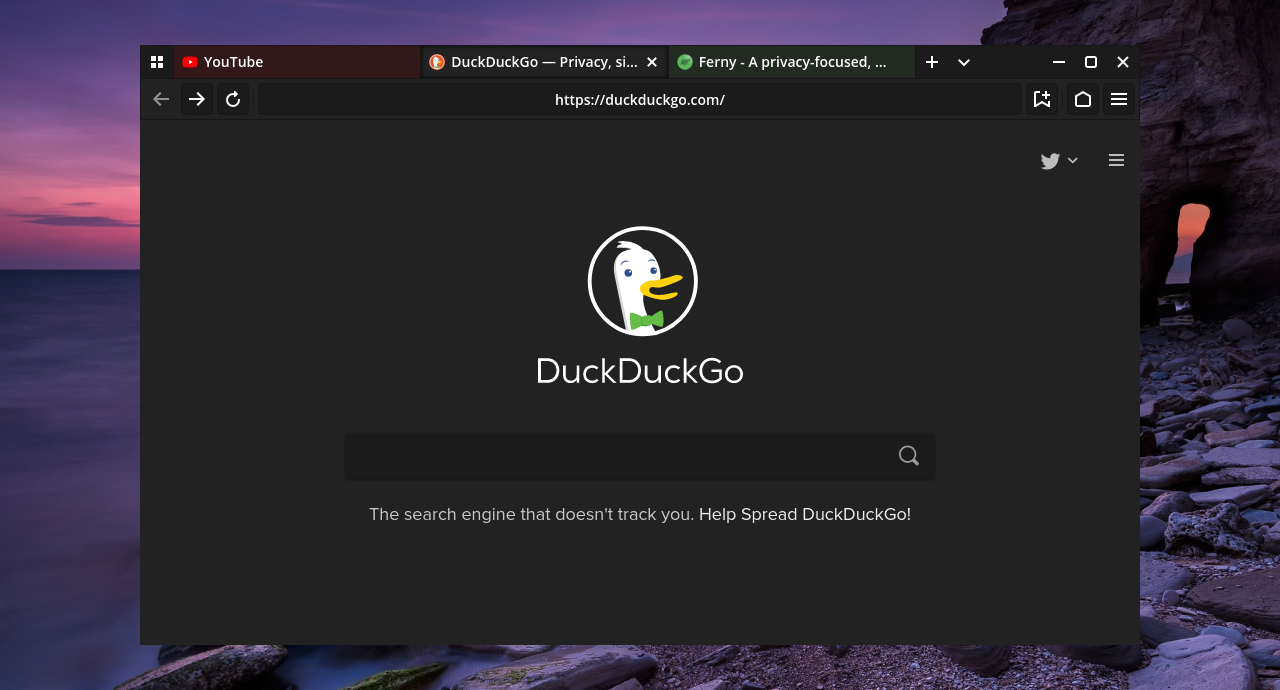 YouTube
DuckDuckGo — Privacy, si...
Ferny - A privacy-focused, ...
https://duckduckgo.com/
DuckDuckGo
The search engine that doesn't track you. Help Spread DuckDuckGo!